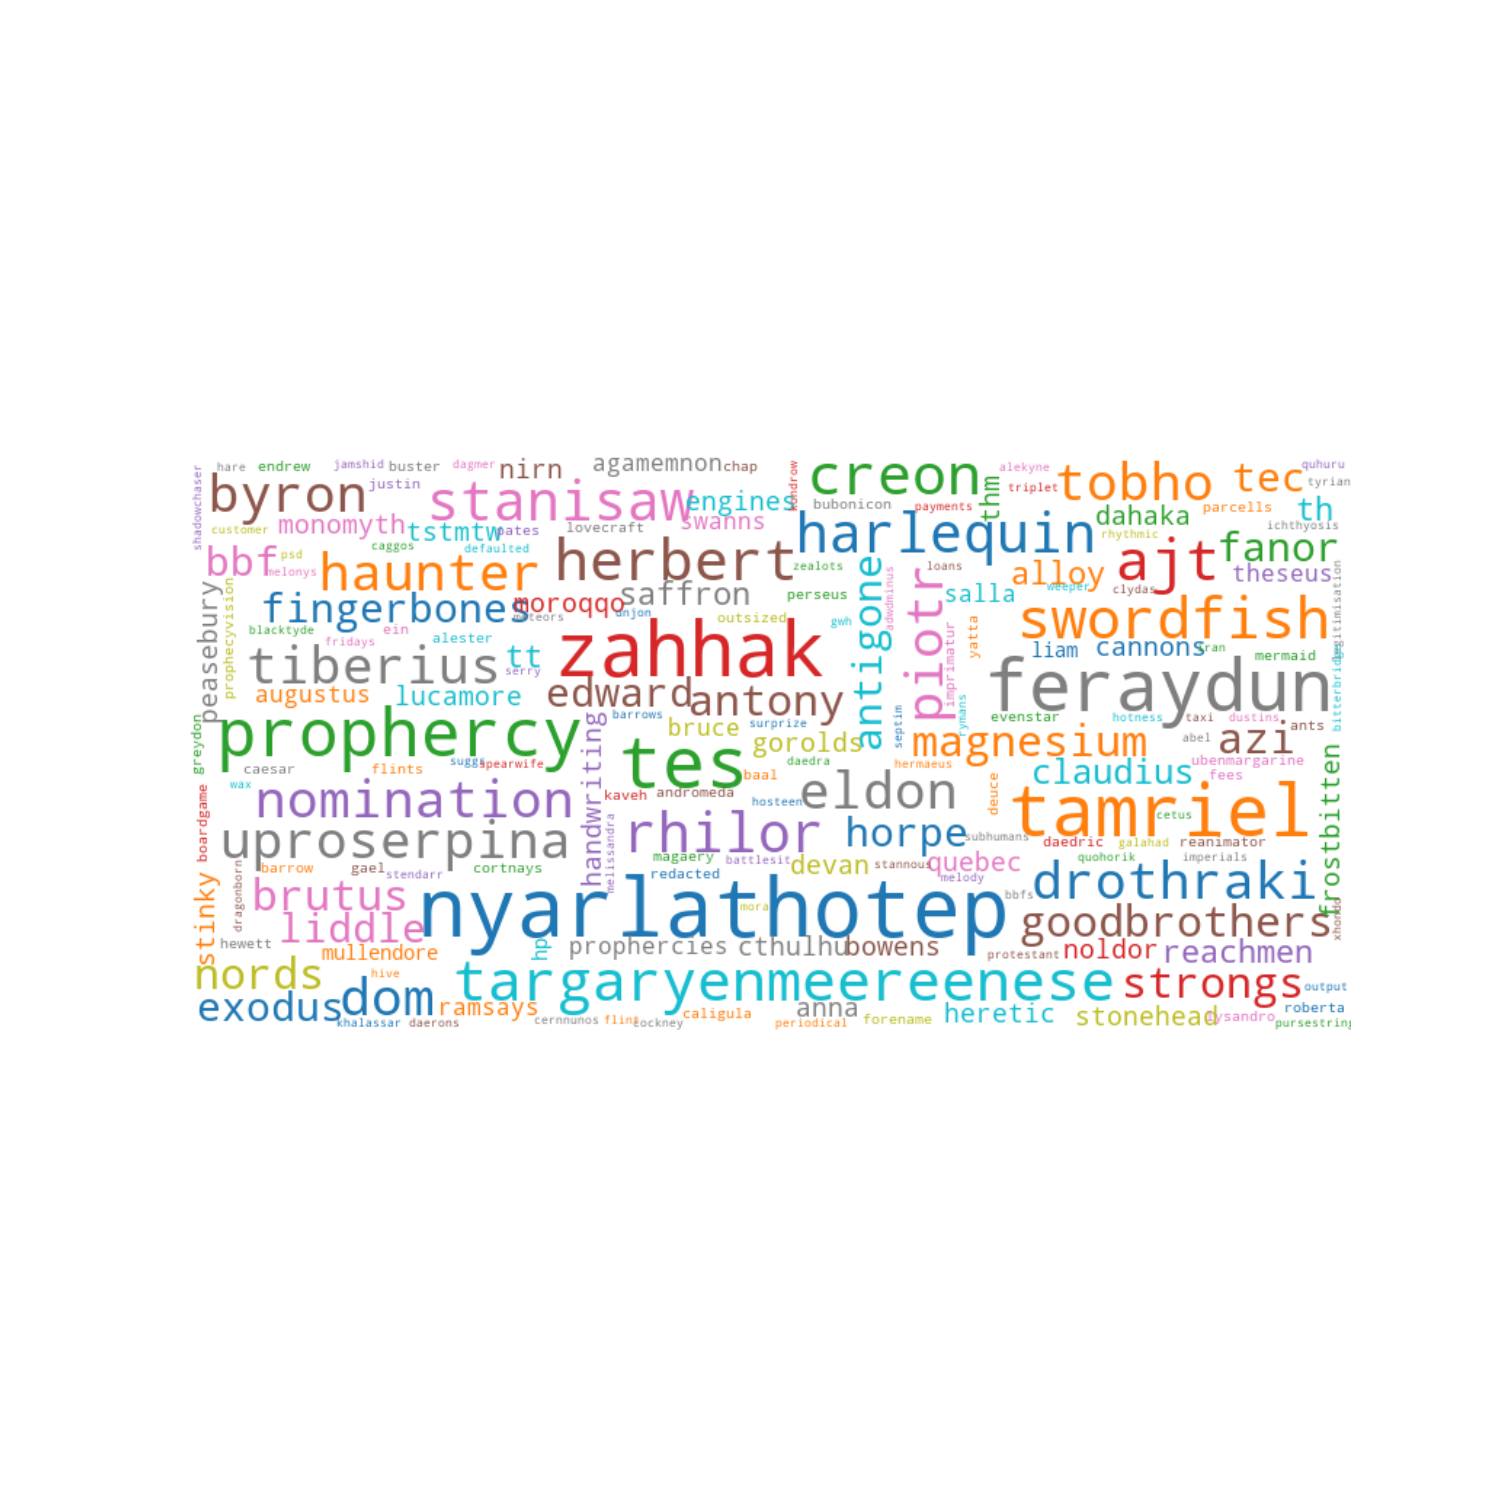 hare endrew jamshid buster dagmer nirn agamemnon chap creon alekyne tobho tec quhuru
shadowchaser byron justin stanisaw engines bubonicon payments thm triplet parcells tyrian
customer monomyth tstmtw pates lovecraft swanns harlequin dahaka th ichthyosis
bbf psd caggos defaulted herbert zealots loans rhythmic ajt fanor
melonys haunter saffron perseus antigone adwdminus piotr alloy weeper clydas theseus
peasebury prophecyvision fingerbones moroqqo meteors unjon outsized gwh salla swordfish legitimisation
blacktyde fridays ein alester zahhak imprimatur yatta liam cannons mermaid
tiberius tt serry feraydun bitterbridge
augustus lucamore edward antony
greydon prophercy handwriting barrows bruce surprize septim rymans evenstar hotness taxi dustins ants
caesar flints suggs spearwife tes gorolds daedra baal hermaeus magnesium abel azi ubenmargarine
wax nomination kaveh andromeda hosteen eldon deuce claudius fees frostbitten
boardgame uproserpina melissandra rhilor horpe subhumans tamriel cetus
barrow gael stendarr cortnays magaery battlesit devan stannous quebec daedric galahad reanimator
stinky dragonborn redacted melody quohorik imperials
brutus nyarlathotep mora bbfs drothraki
hewett liddle goodbrothers xhondo
mullendore hp prophercies cthulhu bowens protestant noldor reachmen
nords hive targaryenmeereenese strongs output
exodus dom ramsays caligula anna heretic stonehead roberta
khalassar daerons cernnunos cockney periodical forename lysandro